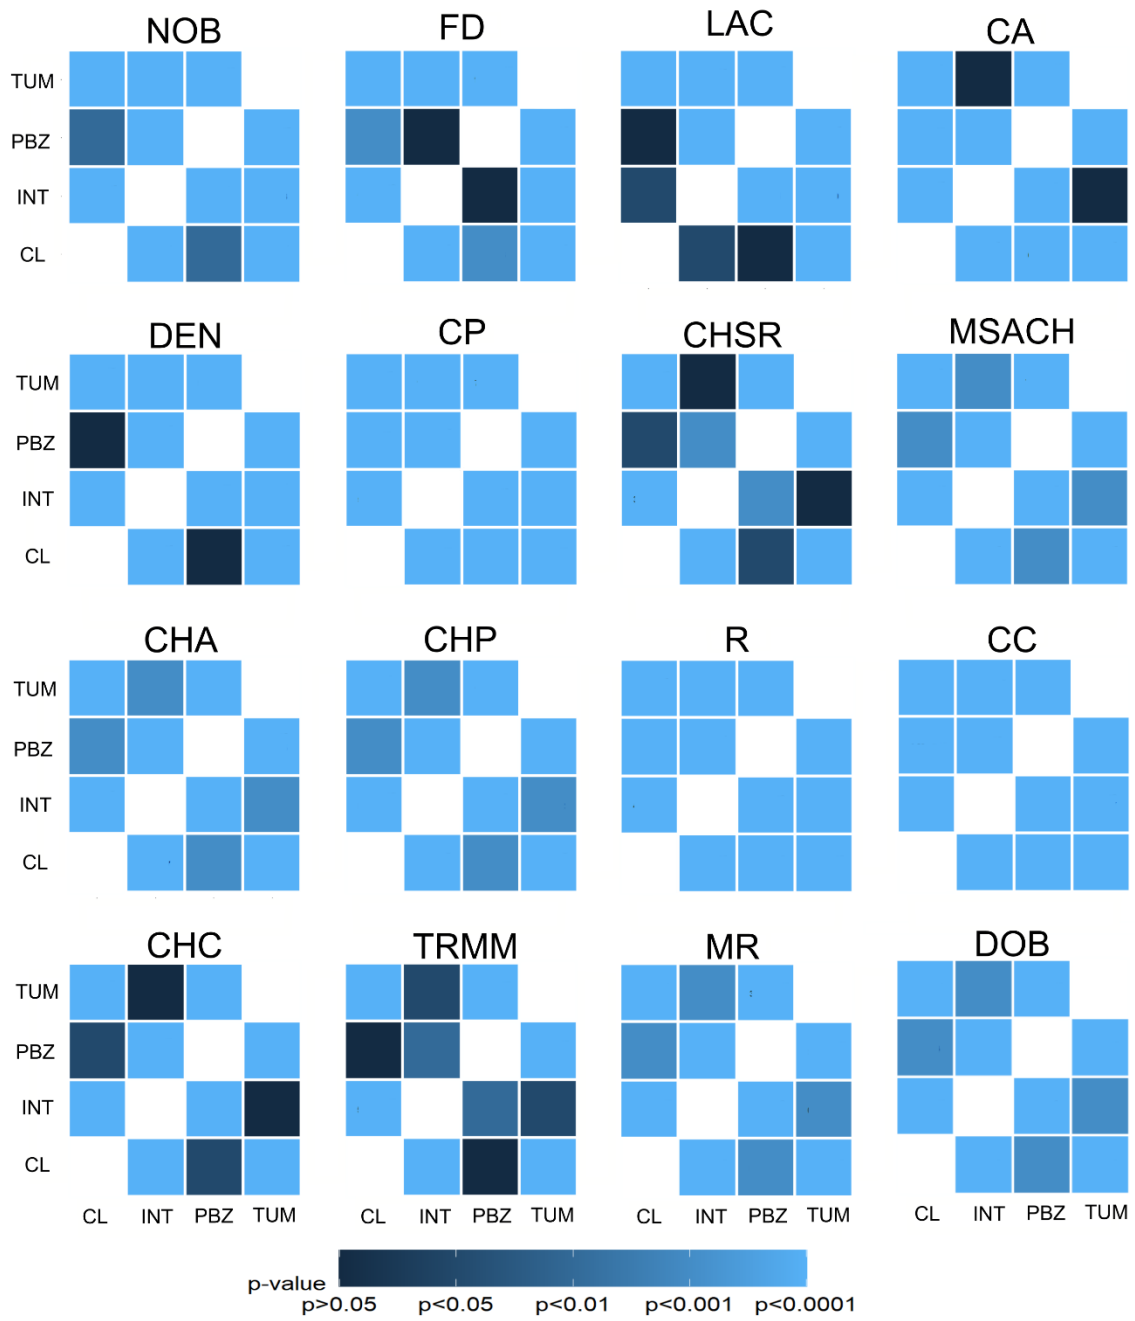 NOB FD LAC CA
TUM
PBZ
INT
CL
DEN CP CHSR MSACH
TUM
PBZ
INT
CL
CHA CHP R CC
TUM
PBZ
INT
CL
CHC TRMM MR DOB
TUM
PBZ
INT
CL
CL INT PBZ TUM CL INT PBZ TUM CL INT PBZ TUM CL INT PBZ TUM
p-value
p>0.05 p<0.05 p<0.01 p<0.001 p<0.0001